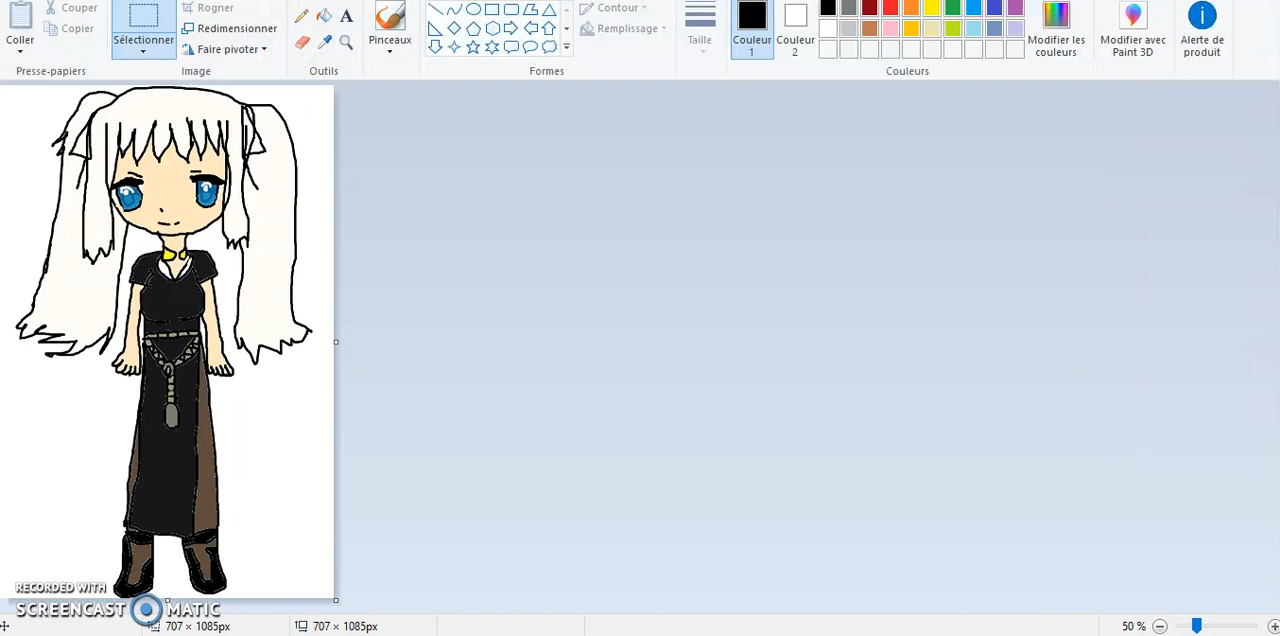 Coller
Couper
Copier
Presse-papiers
Sélectionner
Rogner
Redimensionner
Faire pivoter
Image
A
Outils
Pinceaux
Contour
Remplissage
Formes
Taille
Couleur
1
Couleur
2
Modifier les
couleurs
Couleurs
Modifier avec
Paint 3D
Alerte de
produit
RECORDED WITH
SCREENCAST MATIC
707 × 1085px
707 × 1085px
50 %